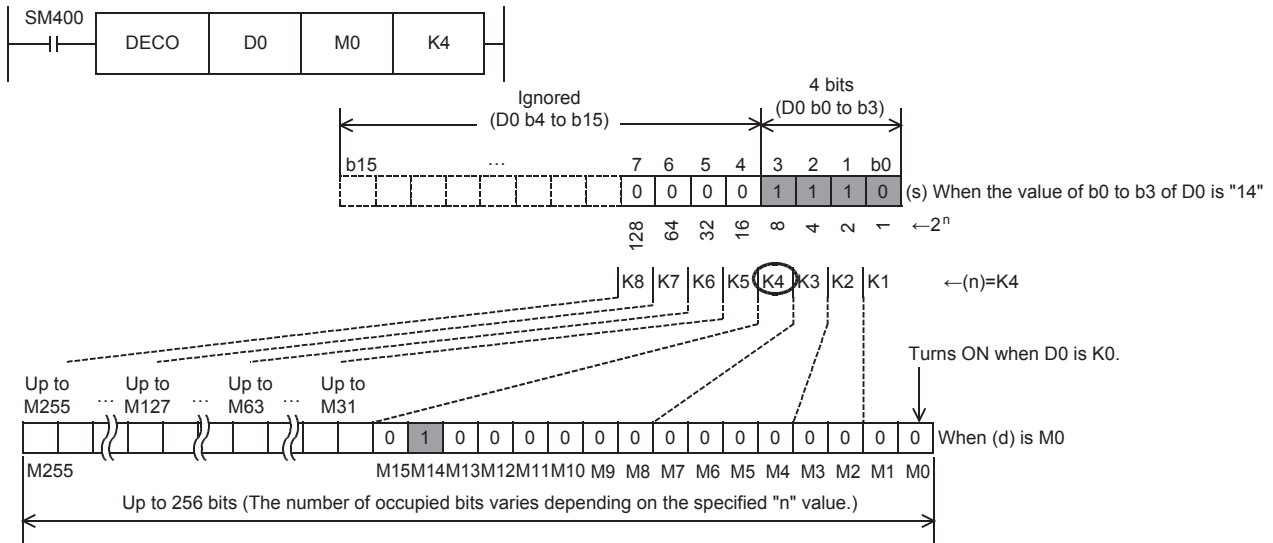 SM400
DECO D0 M0 K4
4 bits
Ignored (D0 b0 to b3)
(D0 b4 to b15)
b15 ... 7 6 5 4 3 2 1 b0
0 0 0 0 1 1 1 0 (s) When the value of b0 to b3 of D0 is "14"
128 64 32 16 8 4 2 1 ←2ⁿ
K8 K7 K6 K5 K4 K3 K2 K1 ←(n)=K4
Turns ON when D0 is K0.
Up to Up to Up to Up to
M255 ... M127 ... M63 ... M31
0 1 0 0 0 0 0 0 0 0 0 0 0 0 0 0 When (d) is M0
M255 M15 M14 M13 M12 M11 M10 M9 M8 M7 M6 M5 M4 M3 M2 M1 M0
Up to 256 bits (The number of occupied bits varies depending on the specified "n" value.)